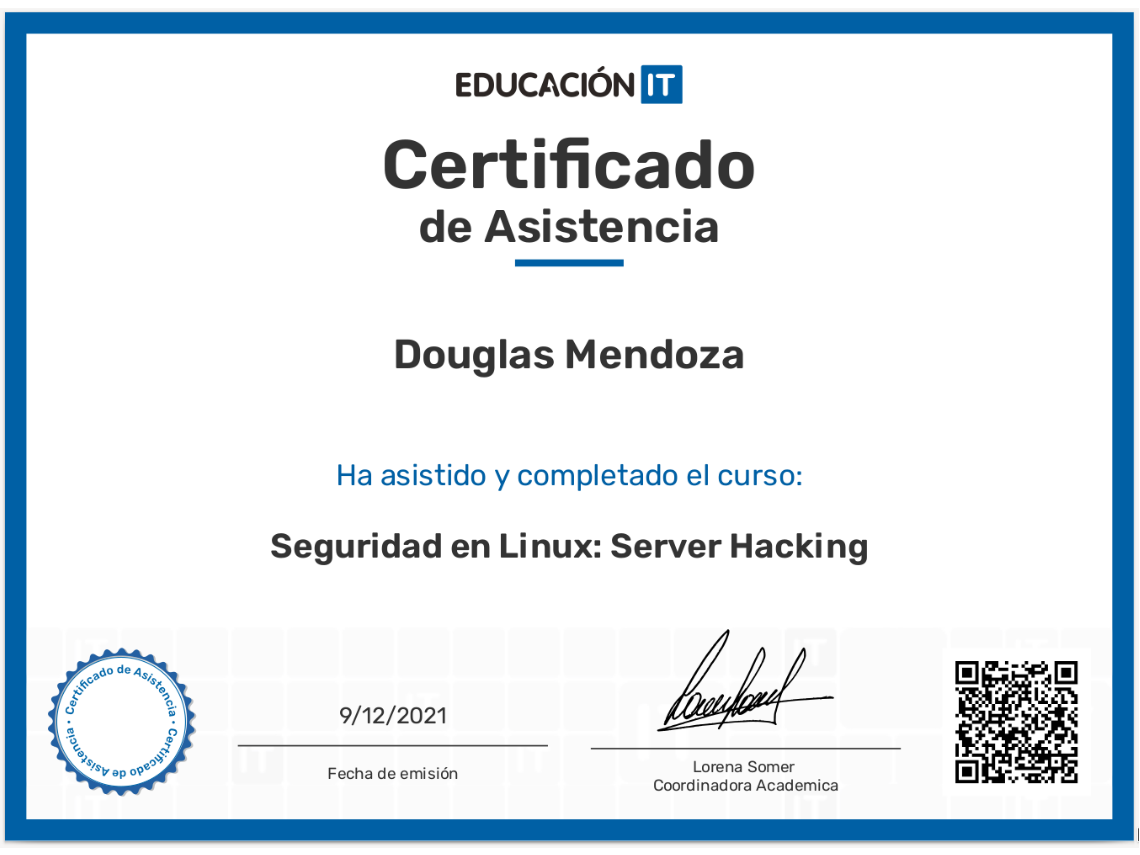 EDUCACIÓN IT
Certificado
de Asistencia
Douglas Mendoza
Ha asistido y completado el curso:
Seguridad en Linux: Server Hacking
Certificado de Asistencia · Certificado de Asistencia ·
9/12/2021
Fecha de emisión
Lorena Somer
Coordinadora Academica